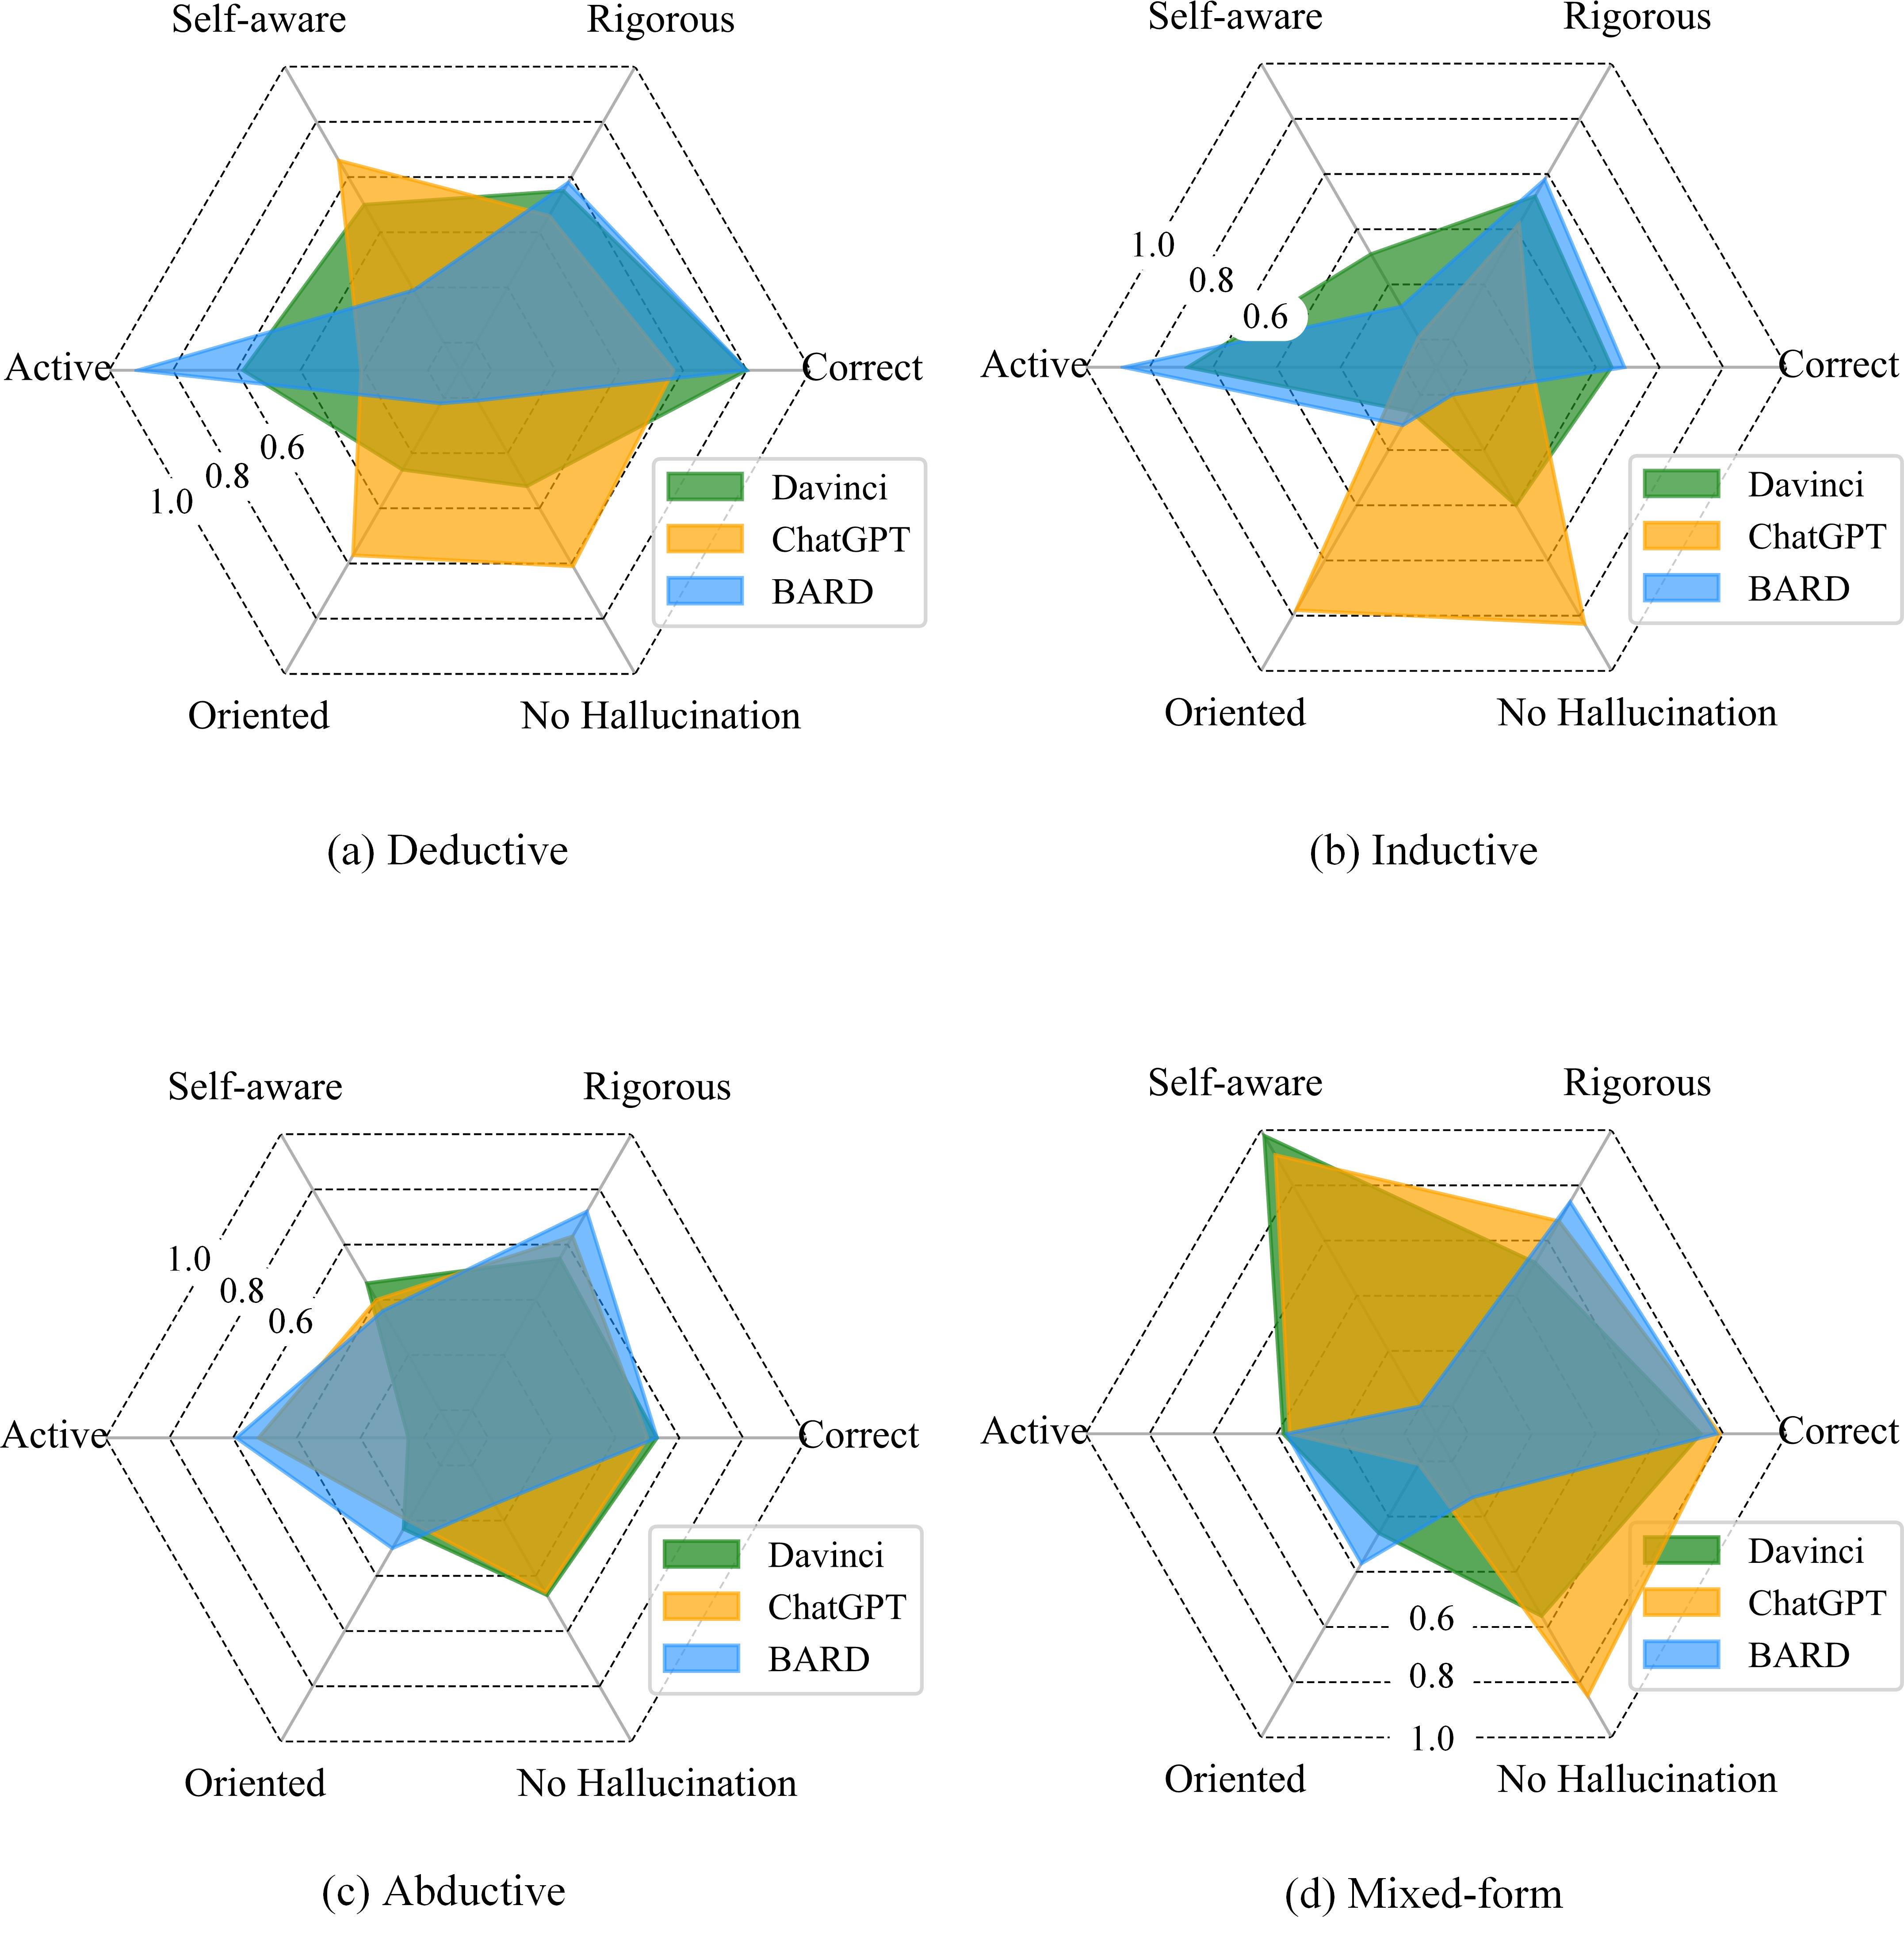 Self-aware
Rigorous
Active
Correct
0.6
0.8
1.0
Davinci
ChatGPT
BARD
Oriented
No Hallucination
(a) Deductive
Self-aware
Rigorous
1.0
0.8
0.6
Active
Correct
Davinci
ChatGPT
BARD
Oriented
No Hallucination
(b) Inductive
Self-aware
Rigorous
1.0
0.8
0.6
Active
Correct
Davinci
ChatGPT
BARD
Oriented
No Hallucination
(c) Abductive
Self-aware
Rigorous
Active
Correct
Davinci
ChatGPT
BARD
0.6
0.8
1.0
Oriented
No Hallucination
(d) Mixed-form